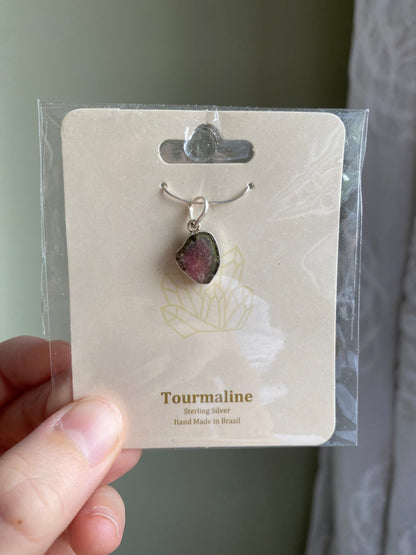 Tourmaline
Sterling Silver
Hand Made in Brazil